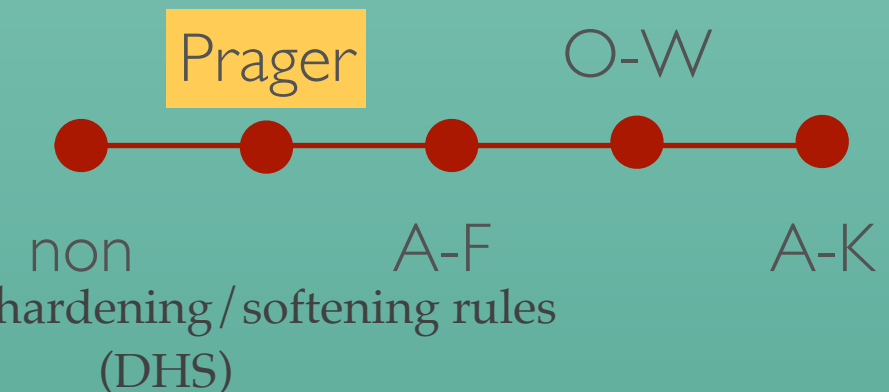 Prager O-W
non A-F A-K
hardening/softening rules
(DHS)